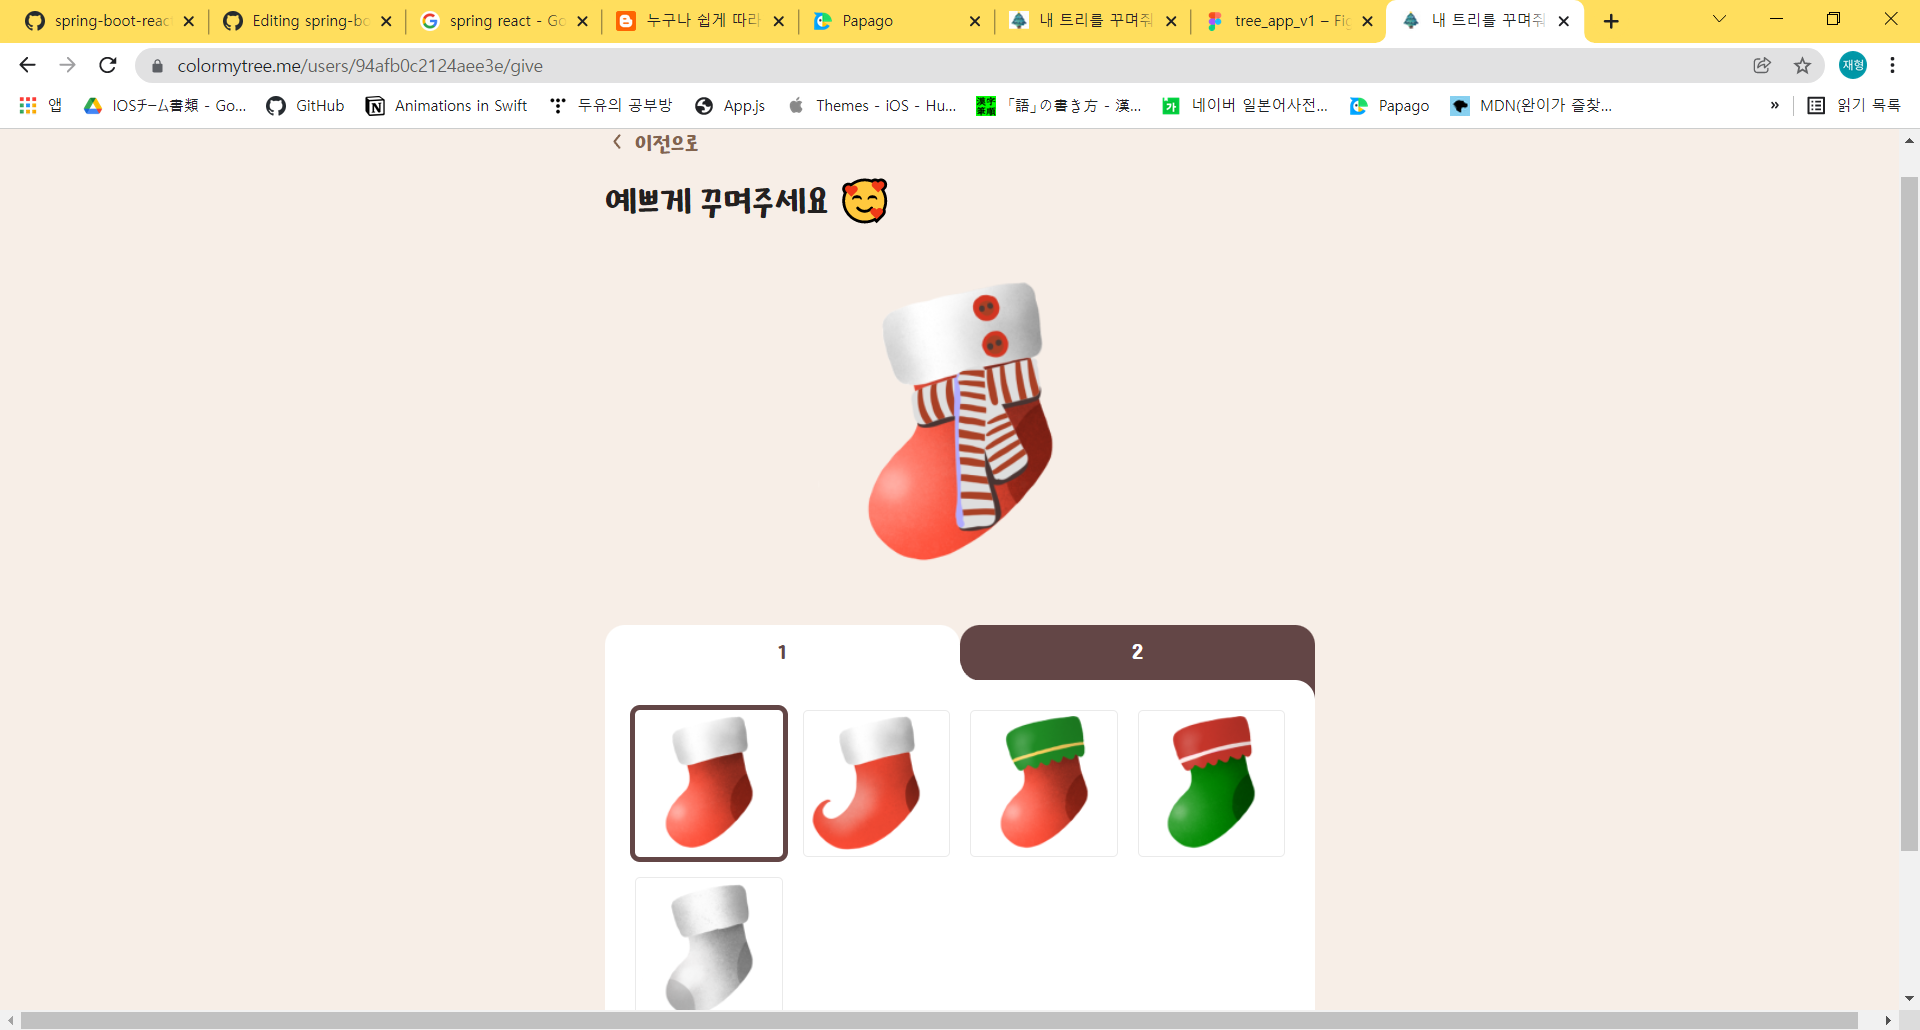 spring-boot-reac
Editing spring-bo
spring react - Go
누구나 쉽게 따라
Papago
내 트리를 꾸며줘
tree_app_v1 – Fig
내 트리를 꾸며줘
colormytree.me/users/94afb0c2124aee3e/give
재형
앱
IOSﾁｰﾑ書類 - Go...
GitHub
Animations in Swift
두유의 공부방
App.js
Themes - iOS - Hu...
「語」の書き方 - 漢...
네이버 일본어사전...
Papago
MDN(완이가 즐찾...
»
읽기 목록
이전으로
예쁘게 꾸며주세요 🥰
1
2